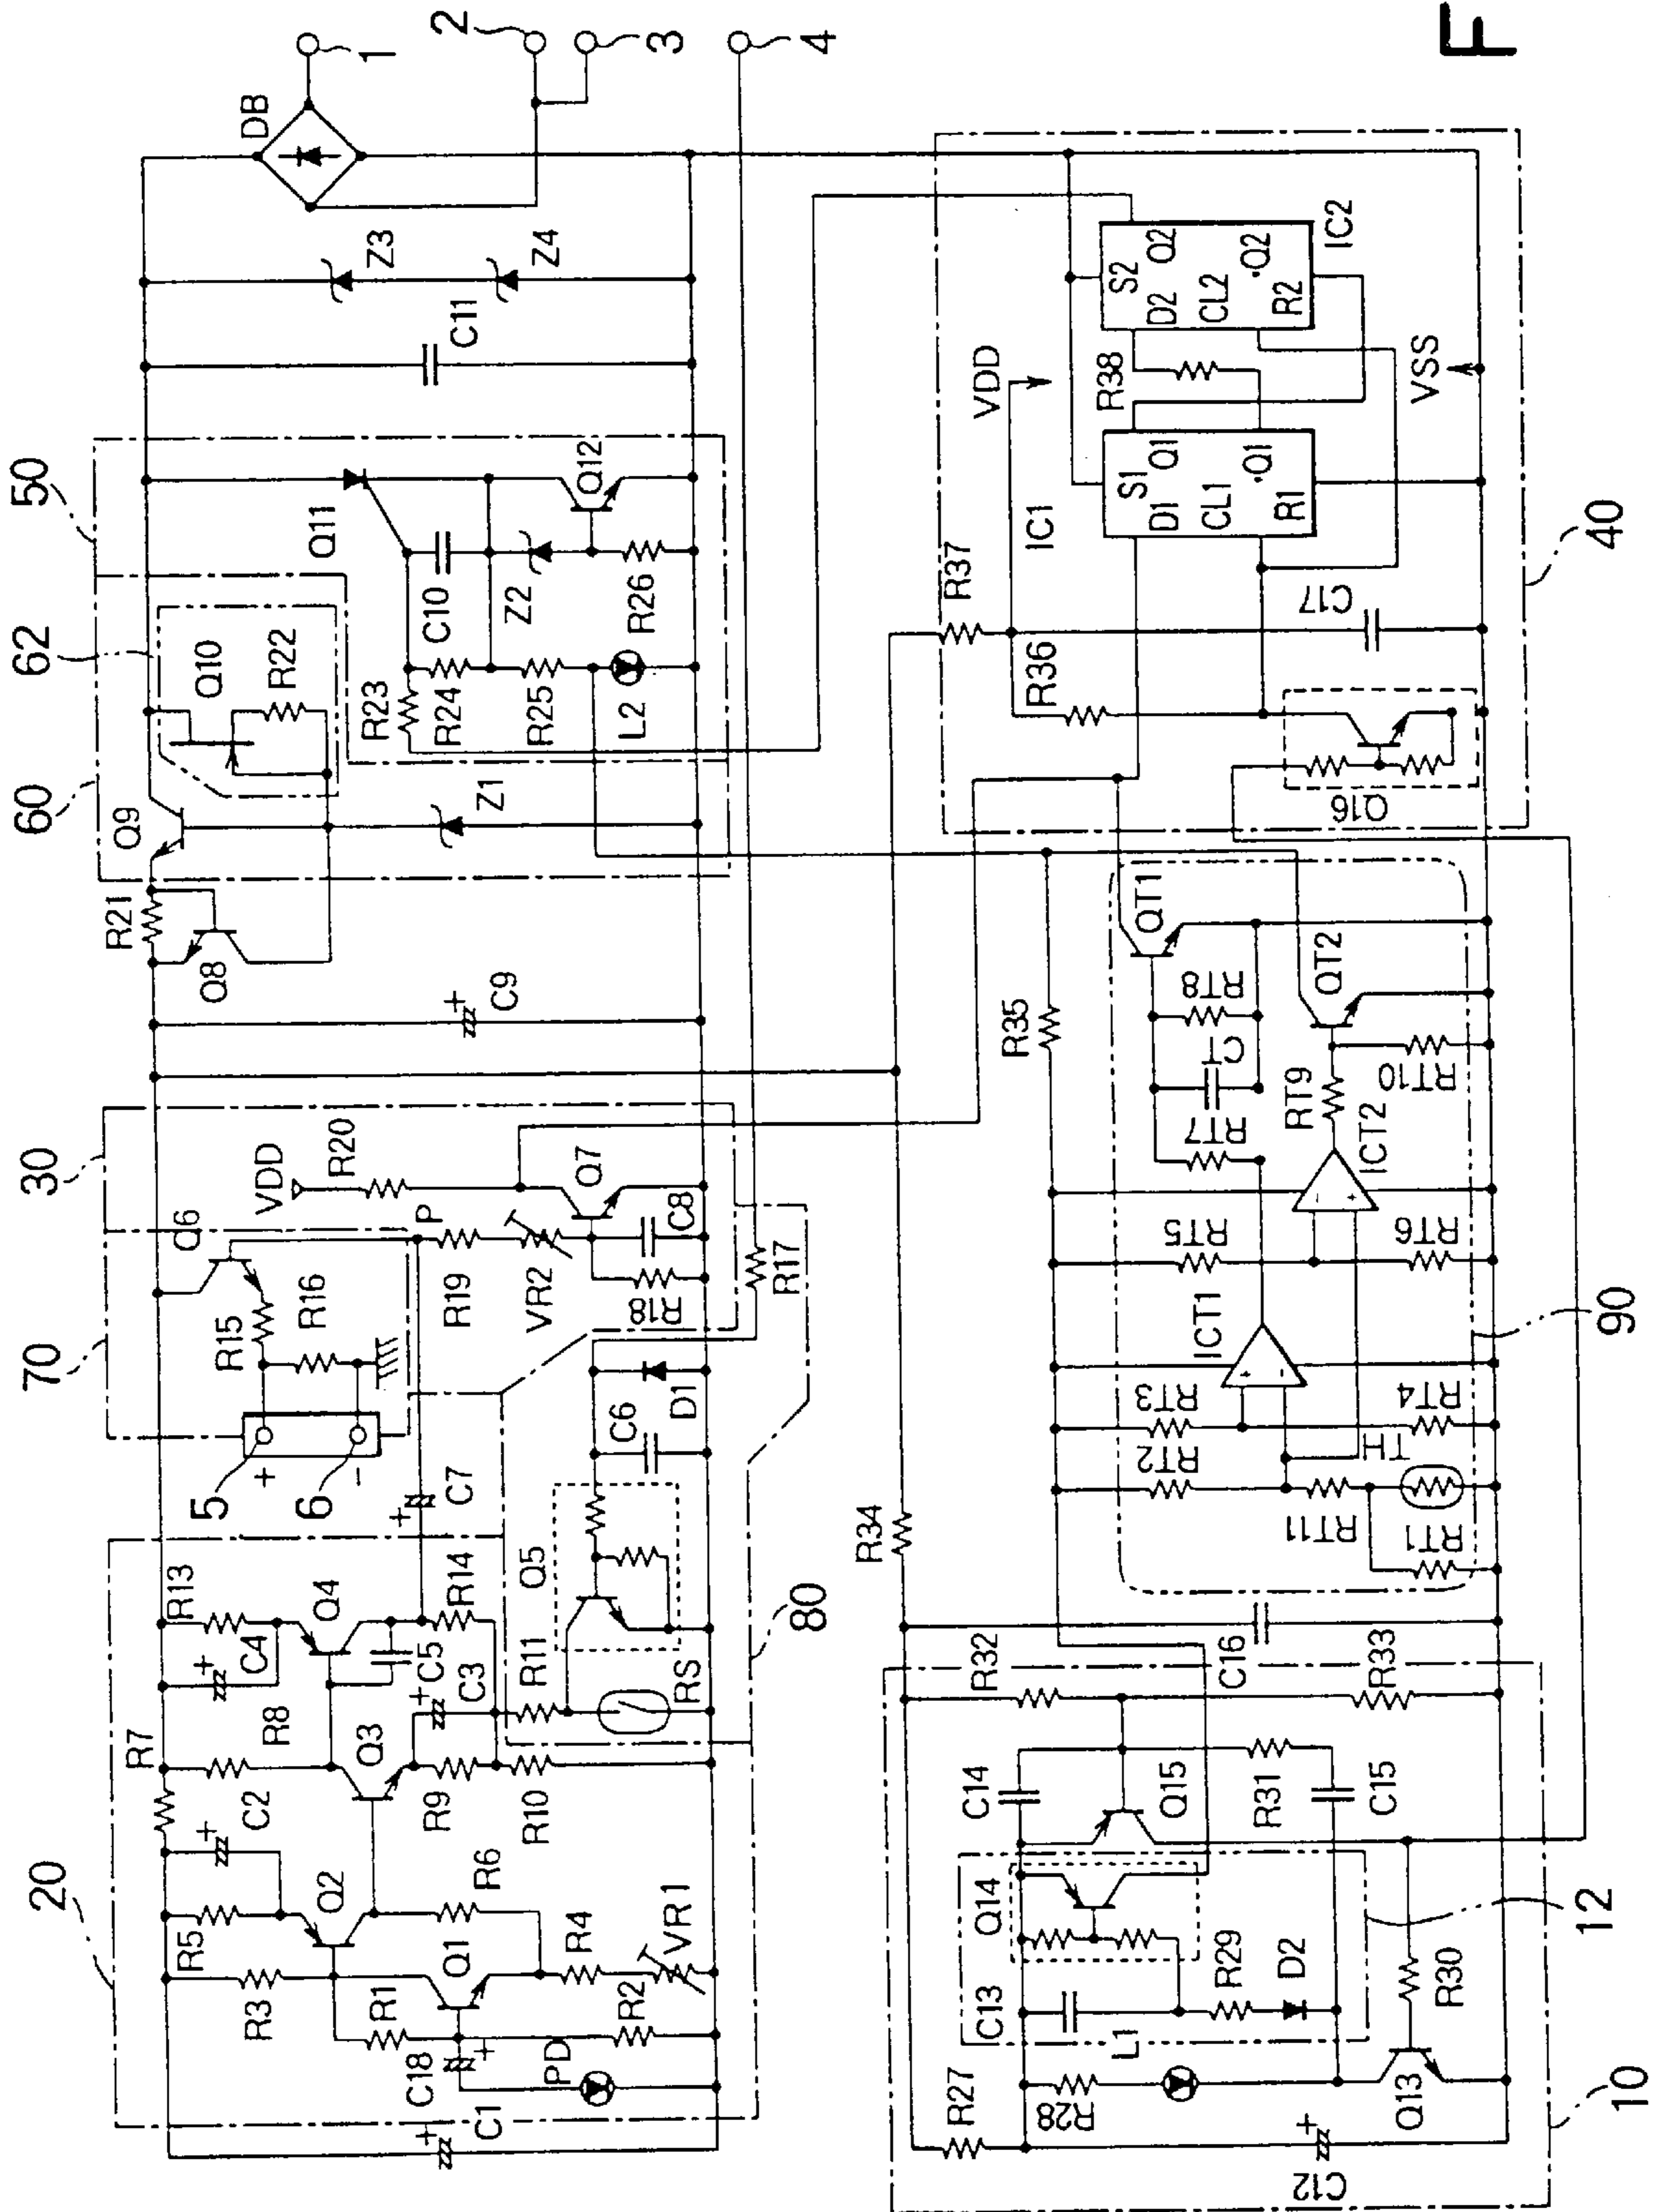 DB
1
2
3
4
Z3
Z4
C11
50
Q11
Q12
C10
Z2
R26
R23
R24
R25
L2
62
Q10
R22
60
Q9
Z1
R21
Q8
C9
30
VDD
R20
Q7
Q6
P
R19
VR2
C8
R18
R17
70
R15
R16
5
+
6
−
C7
+
C6
D1
Q5
80
R13
Q4
C4
+
R14
C5
C3
+
R11
RS
R7
R8
Q3
R9
R10
20
C2
+
R5
Q2
R6
R3
Q1
R4
VR1
R1
R2
C18
+
PD
C1
+
F
IC2
S2
D2
Q2
CL2
Q2
R2
VDD
R38
VSS
IC1
S1
D1
Q1
CL1
Q1
R1
40
R37
R36
C17
Q16
QT1
RT8
CT
RT7
QT2
RT10
RT9
ICT2
-
+
R35
RT5
RT6
ICT1
+
-
90
RT3
RT4
RT2
TH
RT11
RT1
R34
C16
R32
R33
C14
Q15
R31
C15
Q14
12
C13
R29
D2
R30
L1
R27
R28
Q13
10
C12
+